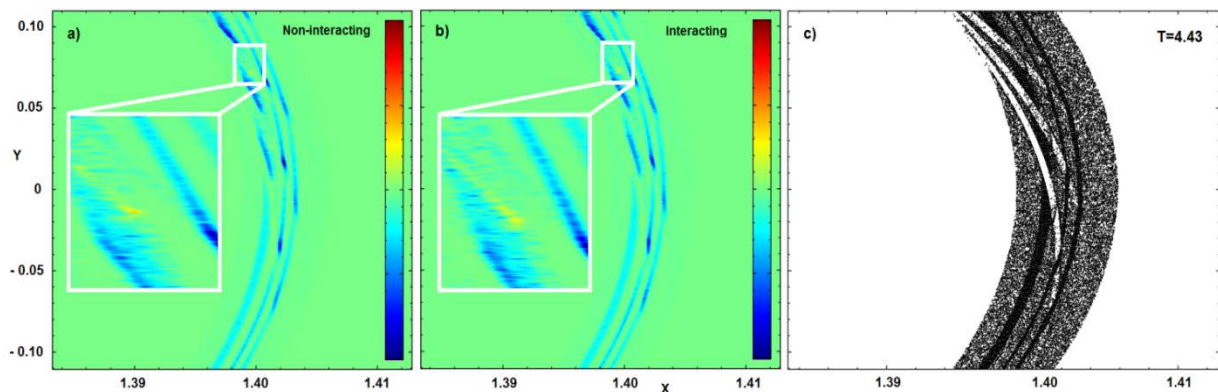 a) Non-interacting
b) Interacting
c) T=4.43
0.10
0.05
Y
0
- 0.05
- 0.10
1.39 1.40 1.41
1.39 1.40 1.41
1.39 1.40 1.41
X